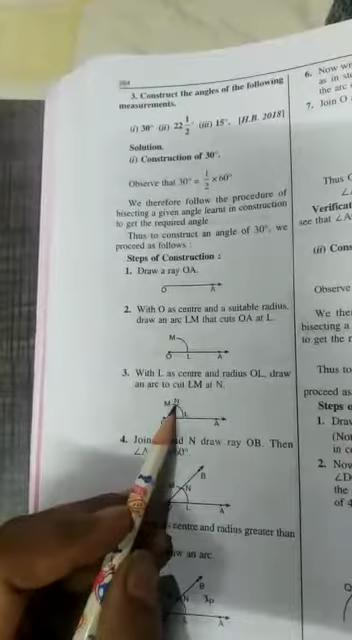 3. Construct the angles of the following
measurements.
(i) 30° (ii) 22 1/2° (iii) 15°. [H.B. 2018]
Solution.
(i) Construction of 30°.
Observe that 30° = 1/2 × 60°
We therefore follow the procedure of
bisecting a given angle learnt in construction
to get the required angle
Thus to construct an angle of 30°, we
proceed as follows :
Steps of Construction :
1. Draw a ray OA.
O A
2. With O as centre and a suitable radius,
draw an arc LM that cuts OA at L.
M
O L A
3. With L as centre and radius OL, draw
an arc to cut LM at N.
M N
L A
4. Join and N draw ray OB. Then
B
N
L A
centre and radius greater than
an arc.
B
N 3p
L A
6. Now
as in
the arc
7. Join O
Thus
Verificat
see that
(ii) Cons
Observe
We the
bisecting a
to get the r
Thus to
proceed as
Steps
1. Draw
(No
in c
2. Now
∠D
the
of 4